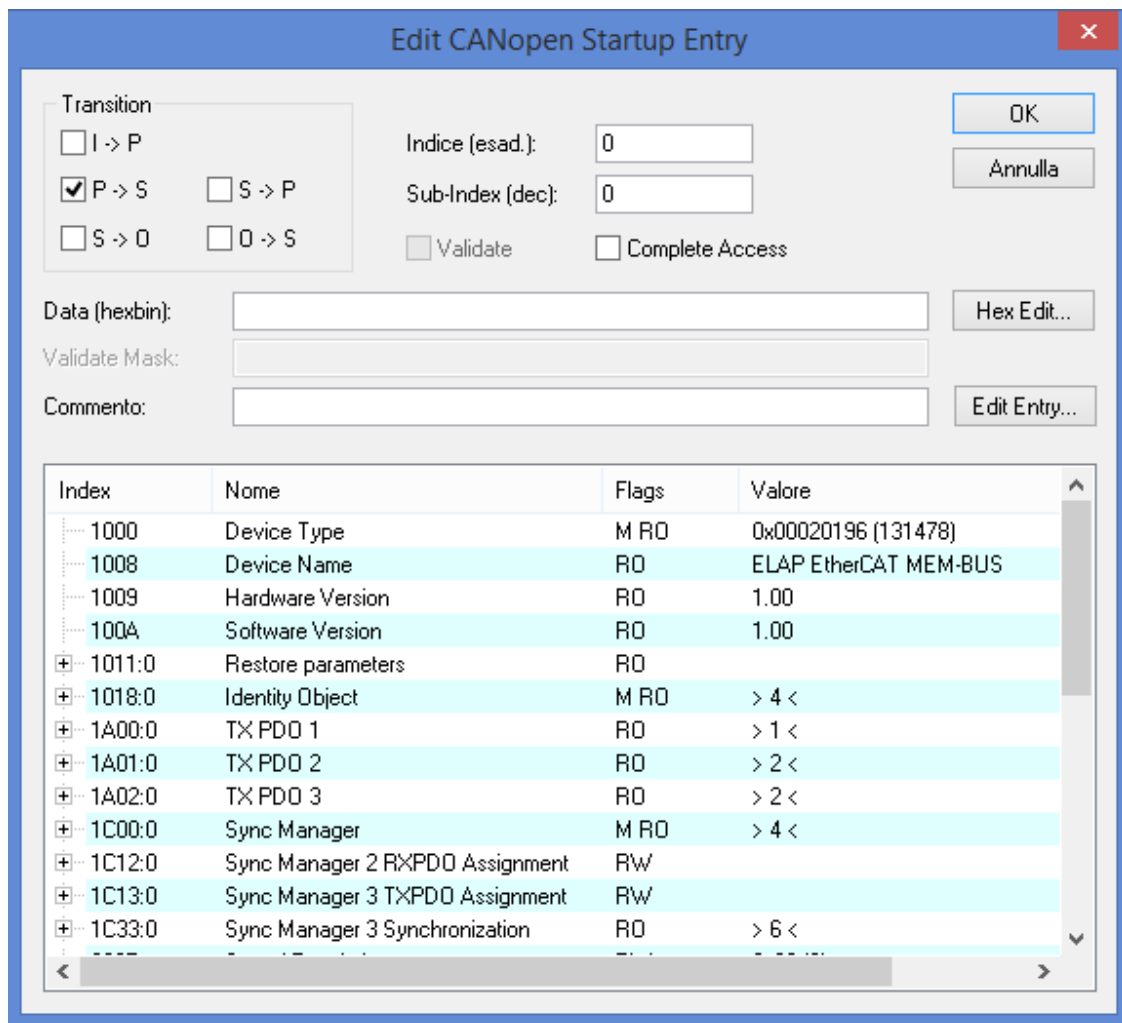 Edit CANopen Startup Entry
Transition
I -> P
P -> S
S -> P
S -> O
O -> S
Indice (esad.): 0
Sub-Index (dec): 0
Validate
Complete Access
OK
Annulla
Data (hexbin):
Hex Edit...
Validate Mask:
Commento:
Edit Entry...
Index Nome Flags Valore
1000 Device Type M RO 0x00020196 (131478)
1008 Device Name RO ELAP EtherCAT MEM-BUS
1009 Hardware Version RO 1.00
100A Software Version RO 1.00
1011:0 Restore parameters RO
1018:0 Identity Object M RO > 4 <
1A00:0 TX PDO 1 RO > 1 <
1A01:0 TX PDO 2 RO > 2 <
1A02:0 TX PDO 3 RO > 2 <
1C00:0 Sync Manager M RO > 4 <
1C12:0 Sync Manager 2 RXPDO Assignment RW
1C13:0 Sync Manager 3 TXPDO Assignment RW
1C33:0 Sync Manager 3 Synchronization RO > 6 <